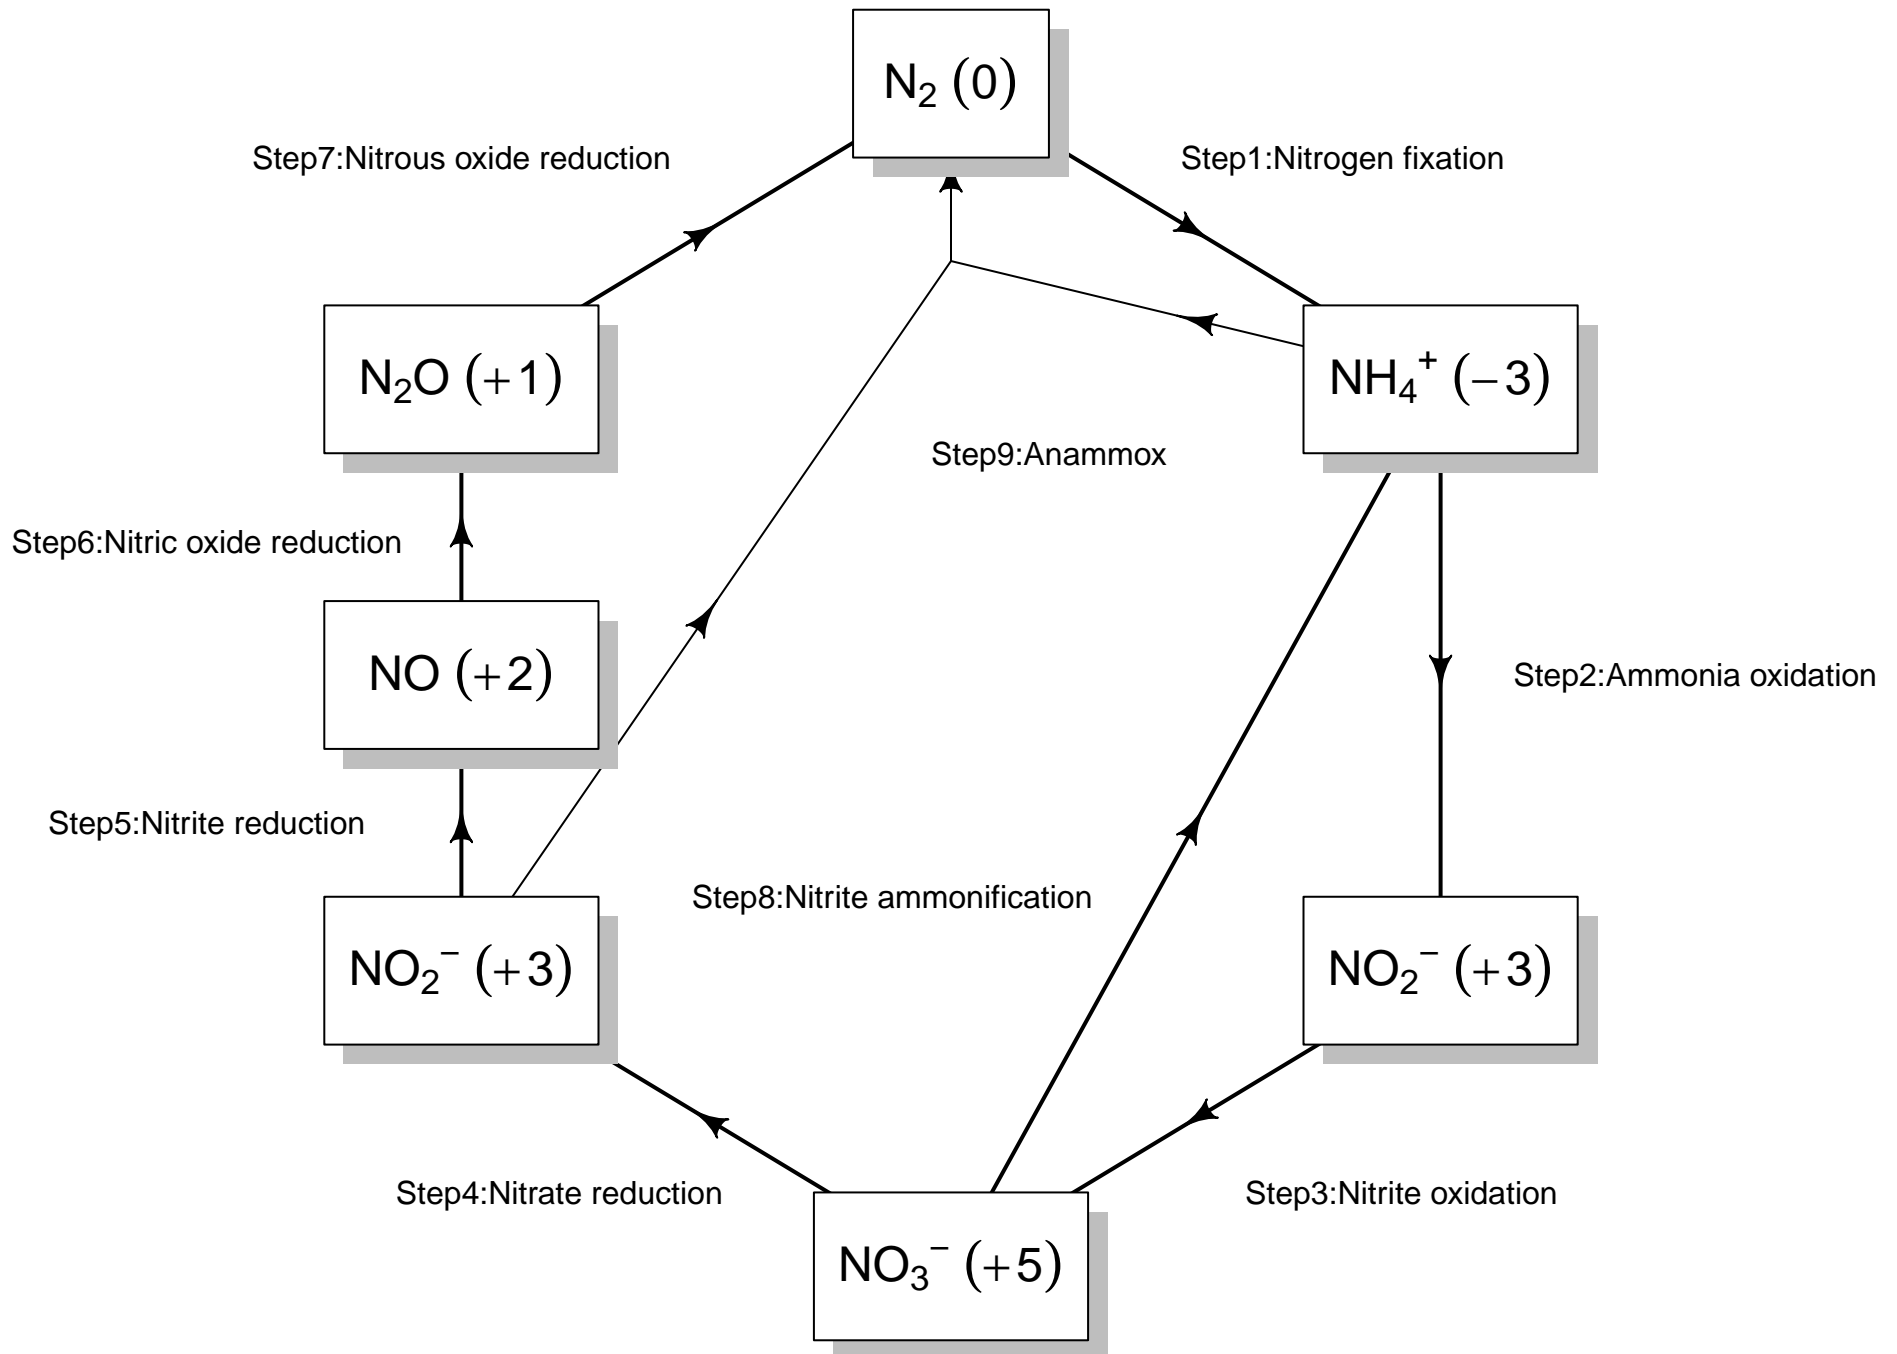 N₂ (0)
Step7:Nitrous oxide reduction
Step1:Nitrogen fixation
N₂O (+1)
NH₄⁺ (−3)
Step9:Anammox
Step6:Nitric oxide reduction
NO (+2)
Step2:Ammonia oxidation
Step5:Nitrite reduction
Step8:Nitrite ammonification
NO₂⁻ (+3)
NO₂⁻ (+3)
Step4:Nitrate reduction
Step3:Nitrite oxidation
NO₃⁻ (+5)